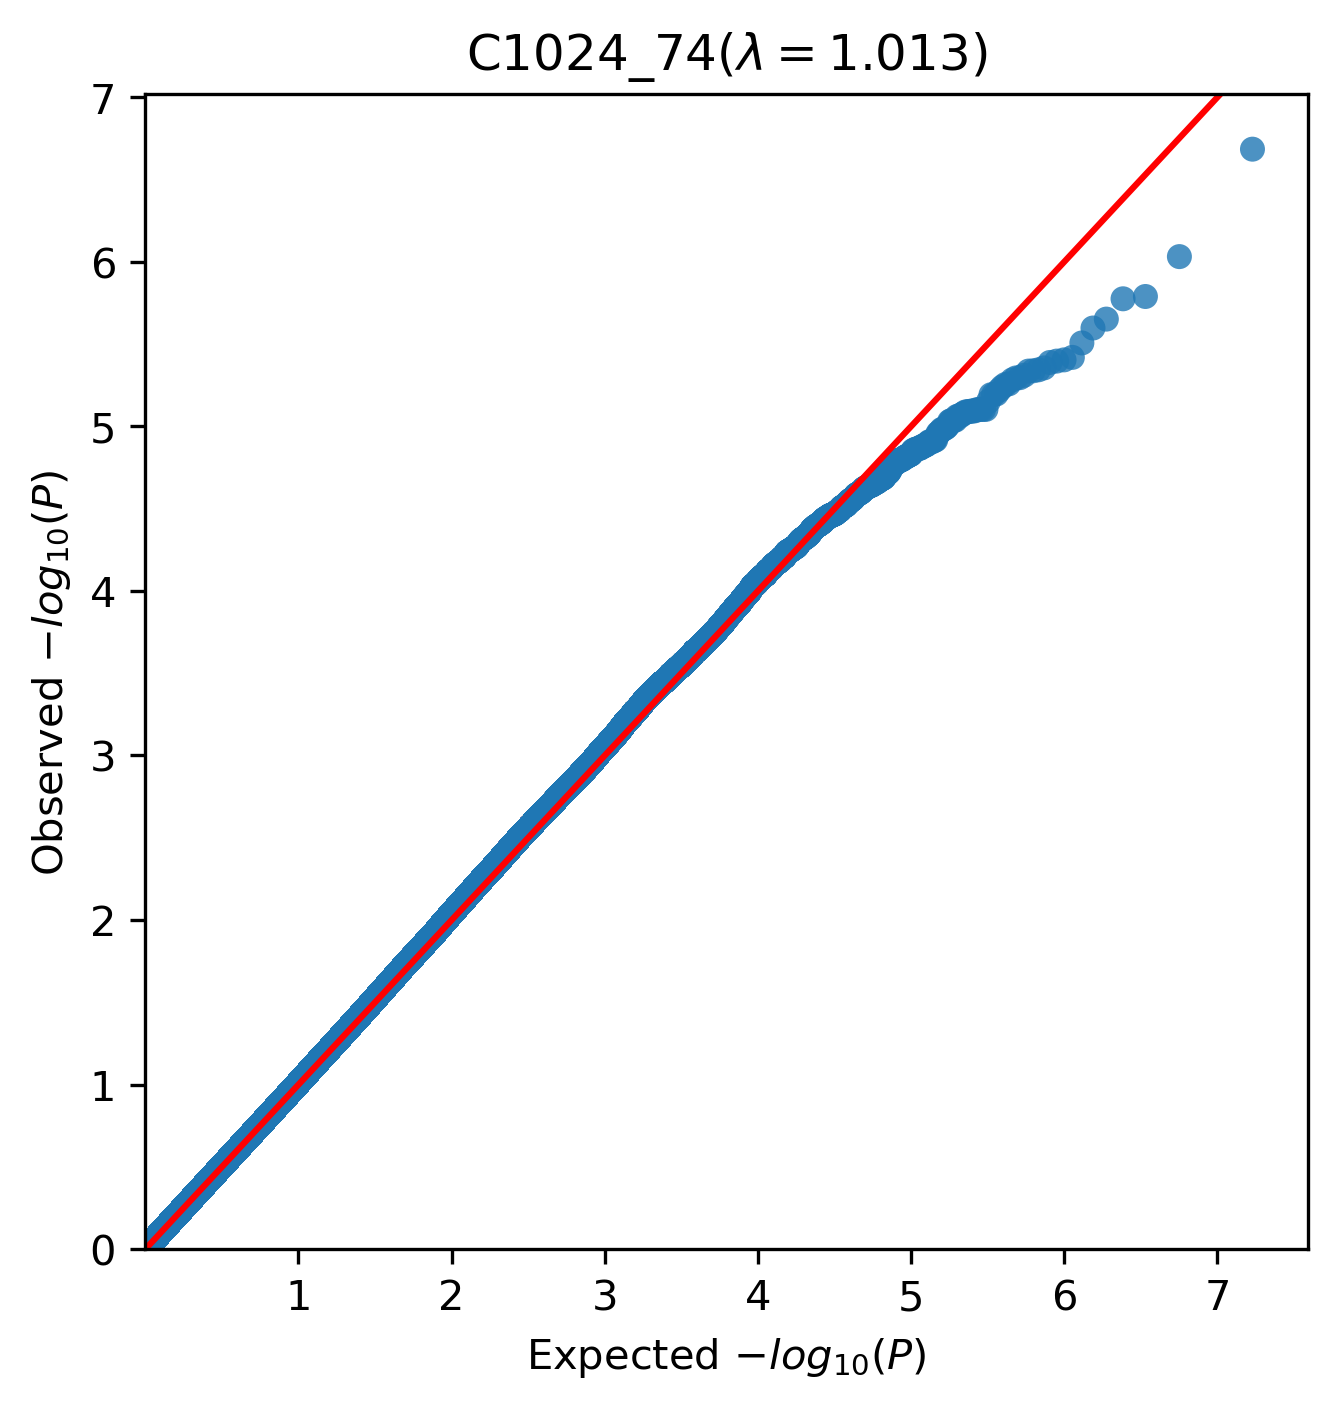 C1024_74(λ = 1.013)
7
6
5
4
3
2
1
0
Observed −log₁₀(P)
1 2 3 4 5 6 7
Expected −log₁₀(P)